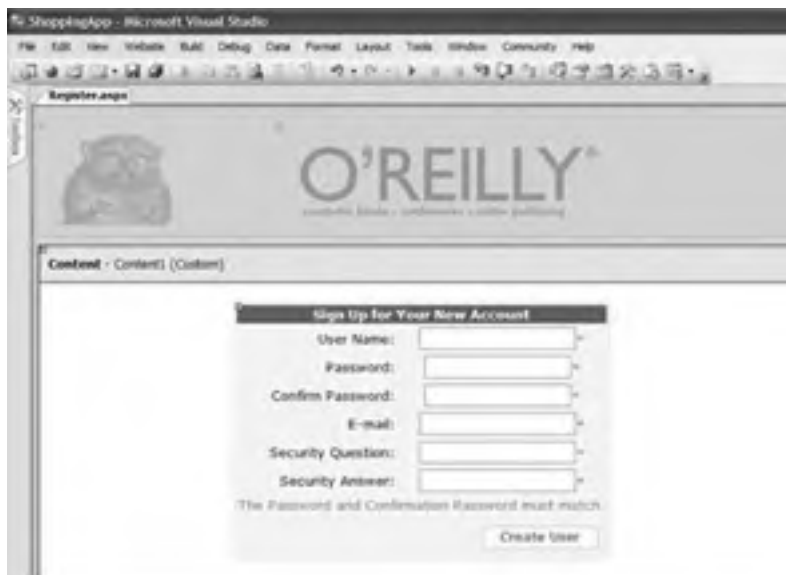 ShoppingApp - Microsoft Visual Studio
File Edit View Website Build Debug Data Format Layout Tools Window Community Help
Register.aspx
Toolbox
O'REILLY®
Content - Content1 (Custom)
Sign Up for Your New Account
User Name: *
Password: *
Confirm Password: *
E-mail: *
Security Question: *
Security Answer: *
The Password and Confirmation Password must match.
Create User